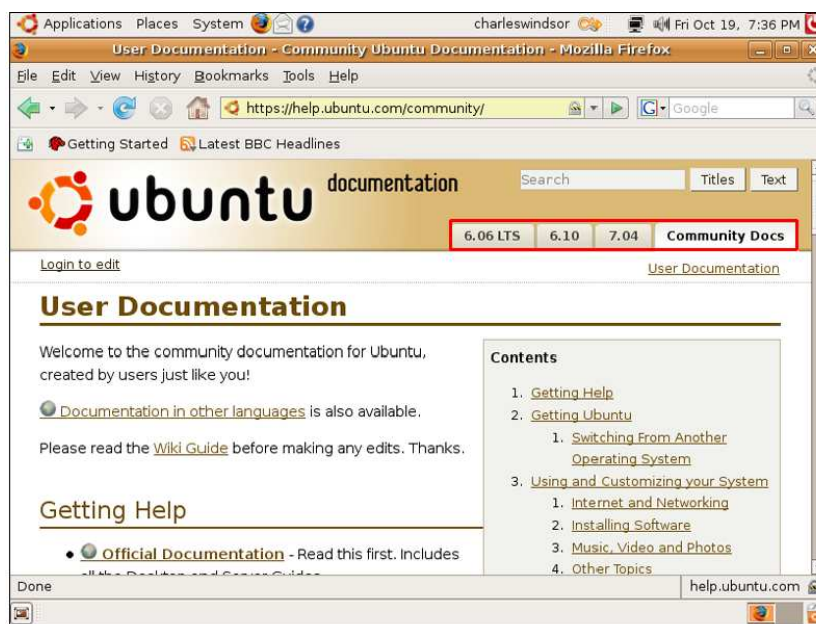 Applications Places System charleswindsor Fri Oct 19, 7:36 PM
User Documentation - Community Ubuntu Documentation - Mozilla Firefox
File Edit View History Bookmarks Tools Help
https://help.ubuntu.com/community/ G Google
Getting Started Latest BBC Headlines
ubuntu documentation
Search Titles Text
6.06 LTS 6.10 7.04 Community Docs
Login to edit User Documentation
User Documentation
Welcome to the community documentation for Ubuntu,
created by users just like you!
Documentation in other languages is also available.
Please read the Wiki Guide before making any edits. Thanks.
Getting Help
Official Documentation - Read this first. Includes
all the Desktop and Server Guides
Contents
1. Getting Help
2. Getting Ubuntu
1. Switching From Another
Operating System
3. Using and Customizing your System
1. Internet and Networking
2. Installing Software
3. Music, Video and Photos
4. Other Topics
Done help.ubuntu.com